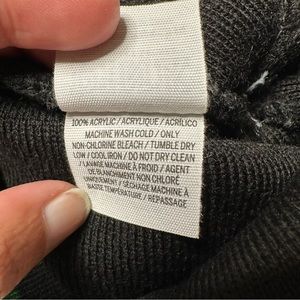 100% ACRYLIC / ACRYLIQUE / ACRÍLICO
MACHINE WASH COLD / ONLY
NON-CHLORINE BLEACH / TUMBLE DRY
LOW / COOL IRON / DO NOT DRY CLEAN
/ LAVAGE MACHINE À FROID / AGENT
DE BLANCHIMENT NON CHLORÉ
UNIQUEMENT / SÉCHAGE MACHINE À
BASSE TEMPÉRATURE / REPASSAGE